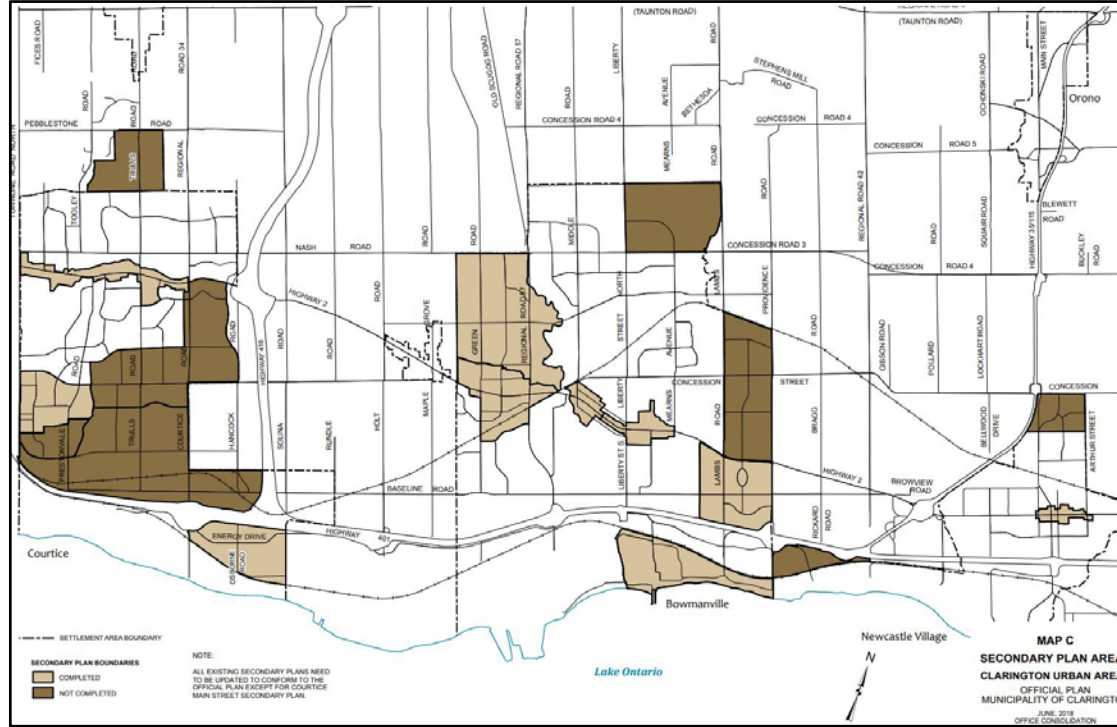 (TAUNTON ROAD)
(TAUNTON ROAD)
FICES ROAD
ROAD
ROAD 34
OLD SCUGOG ROAD
REGIONAL ROAD 57
ROAD
LIBERTY
AVENUE
BETHESDA
ROAD
STEPHENS MILL
ROAD
OCHONSKI ROAD
MAIN STREET
Orono
PEBBLESTONE
ROAD
ROAD
ROAD
CONCESSION ROAD 4
CONCESSION
ROAD 4
CONCESSION
ROAD 5
TRULLS
REGIONAL
MEARNS
ROAD
ROAD
REGIONAL ROAD 42
TOOLEY
BLEWETT
ROAD
NASH
ROAD
ROAD
ROAD
MIDDLE
CONCESSION ROAD 3
CONCESSION
ROAD 4
ROAD
SQUAIR ROAD
HIGHWAY 35/115
BUCKLEY
ROAD
HIGHWAY 2
ROAD
GROVE
GREEN
REGIONAL ROAD 57
NORTH
STREET
LAMBS
PROVIDENCE
ROAD
HIGHWAY 418
ROAD
ROAD
ROAD
ROAD
ROAD
ROAD
AVENUE
GIBSON ROAD
POLLARD
LOCKHART ROAD
CONCESSION
STREET
CONCESSION
PRESTONVALE
TRULLS
COURTICE
HANCOCK
SOLINA
RUNDLE
HOLT
MAPLE
LIBERTY
MEARNS
ROAD
BRAGG
BELLWOOD
DRIVE
ARTHUR STREET
LIBERTY ST S.
LAMBS
HIGHWAY 2
BASELINE
ROAD
BROWVIEW
ROAD
RICKARD
ROAD
ENERGY DRIVE
HIGHWAY
401
OSBORNE
ROAD
Courtice
Bowmanville
Newcastle Village
Lake Ontario
N
SETTLEMENT AREA BOUNDARY
SECONDARY PLAN BOUNDARIES
COMPLETED
NOT COMPLETED
NOTE:
ALL EXISTING SECONDARY PLANS NEED
TO BE UPDATED TO CONFORM TO THE
OFFICIAL PLAN EXCEPT FOR COURTICE
MAIN STREET SECONDARY PLAN.
MAP C
SECONDARY PLAN AREA
CLARINGTON URBAN AREA
OFFICIAL PLAN
MUNICIPALITY OF CLARINGTO
JUNE, 2018
OFFICE CONSOLIDATION